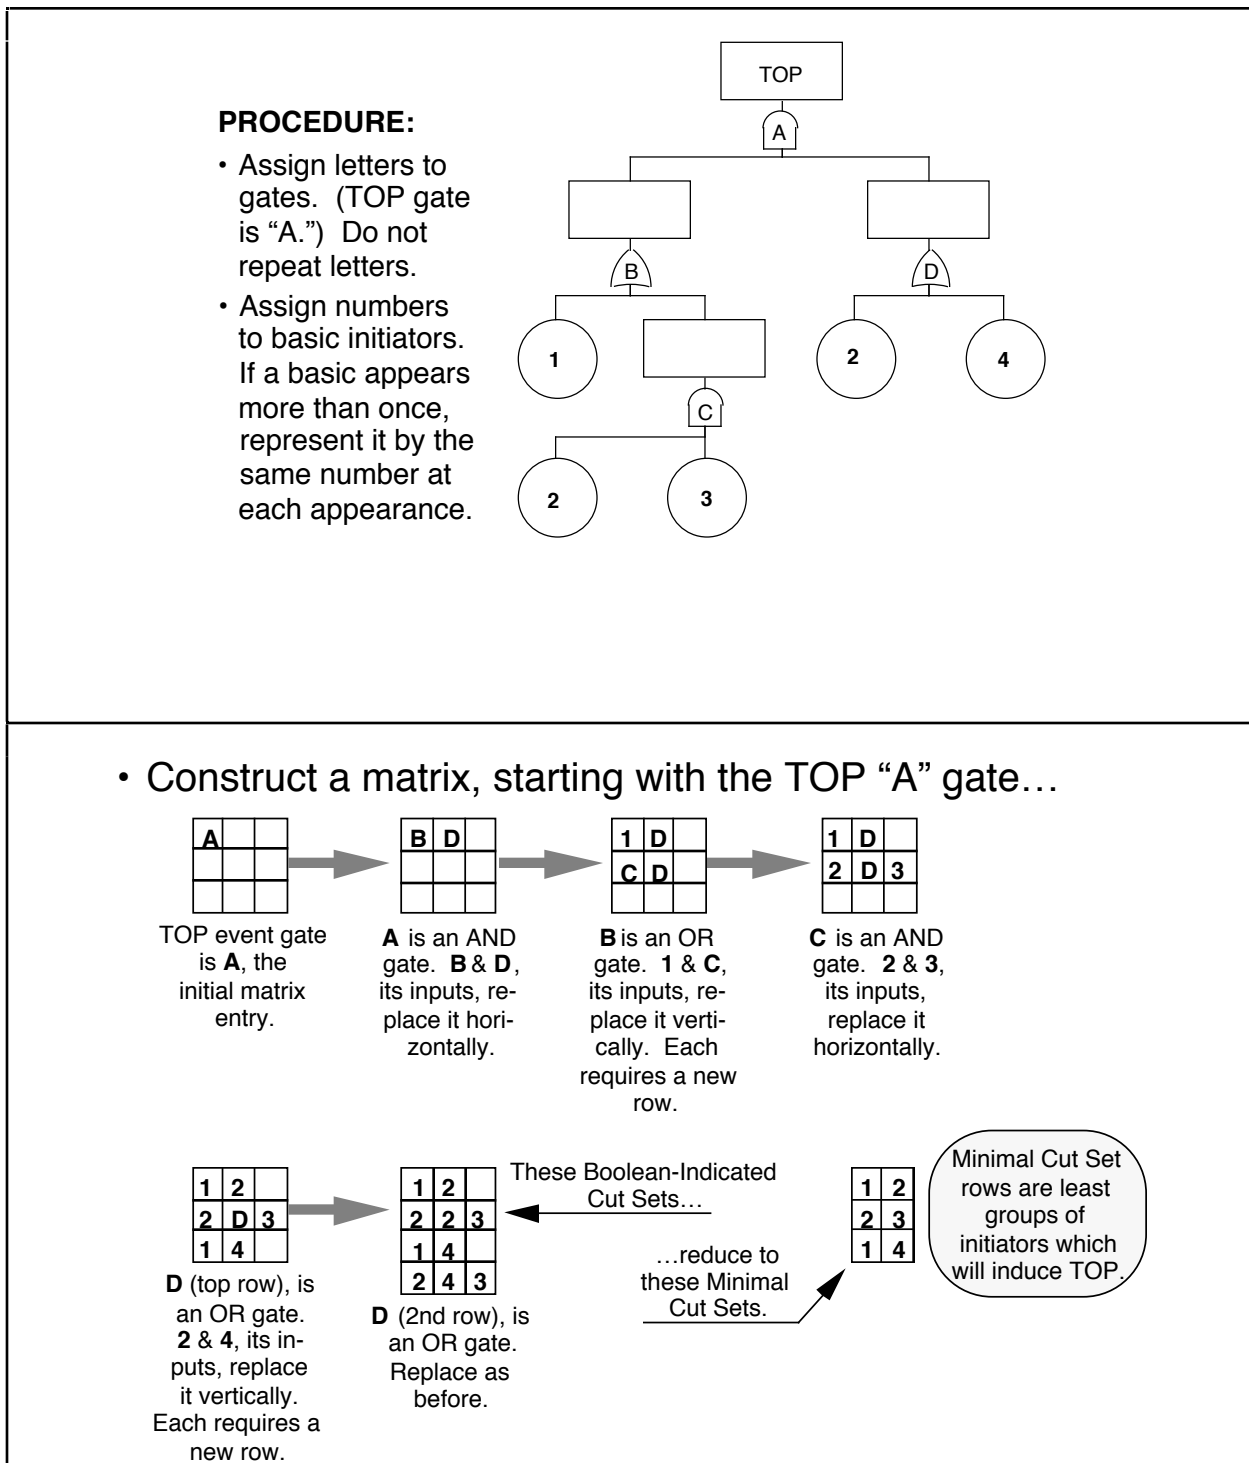 PROCEDURE:
• Assign letters to
gates. (TOP gate
is “A.”) Do not
repeat letters.
• Assign numbers
to basic initiators.
If a basic appears
more than once,
represent it by the
same number at
each appearance.
TOP
A
B
D
1
2
4
C
2
3
• Construct a matrix, starting with the TOP “A” gate…
A
TOP event gate
is A, the
initial matrix
entry.
B D
A is an AND
gate. B & D,
its inputs, re-
place it hori-
zontally.
1 D
C D
B is an OR
gate. 1 & C,
its inputs, re-
place it verti-
cally. Each
requires a new
row.
1 D
2 D 3
C is an AND
gate. 2 & 3,
its inputs,
replace it
horizontally.
1 2
2 D 3
1 4
D (top row), is
an OR gate.
2 & 4, its in-
puts, replace
it vertically.
Each requires a
new row.
1 2
2 2 3
1 4
2 4 3
D (2nd row), is
an OR gate.
Replace as
before.
These Boolean-Indicated
Cut Sets…
…reduce to
these Minimal
Cut Sets.
1 2
2 3
1 4
Minimal Cut Set
rows are least
groups of
initiators which
will induce TOP.